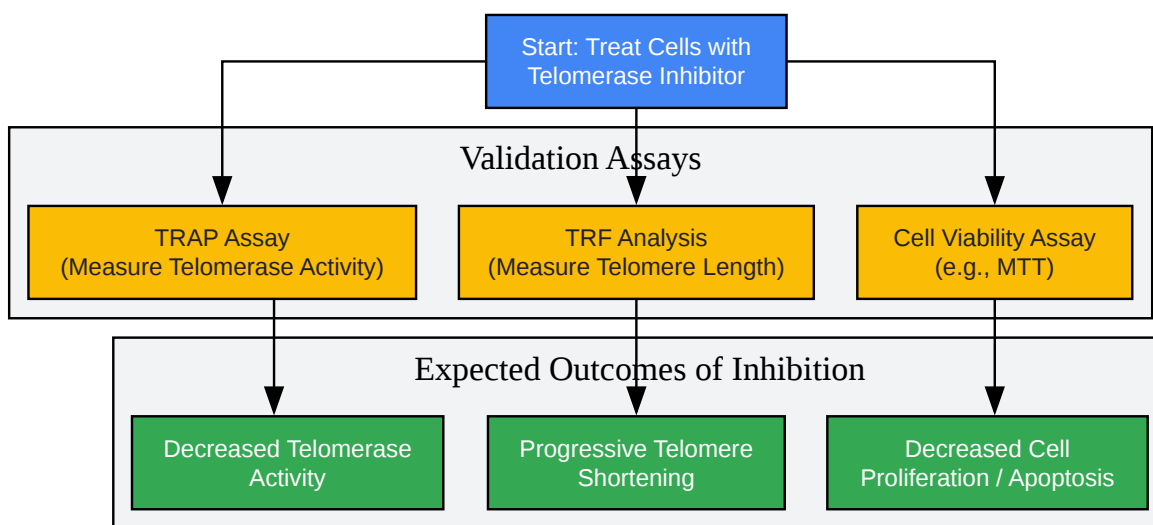 Start: Treat Cells with
Telomerase Inhibitor
Validation Assays
TRAP Assay
(Measure Telomerase Activity)
TRF Analysis
(Measure Telomere Length)
Cell Viability Assay
(e.g., MTT)
Expected Outcomes of Inhibition
Decreased Telomerase
Activity
Progressive Telomere
Shortening
Decreased Cell
Proliferation / Apoptosis